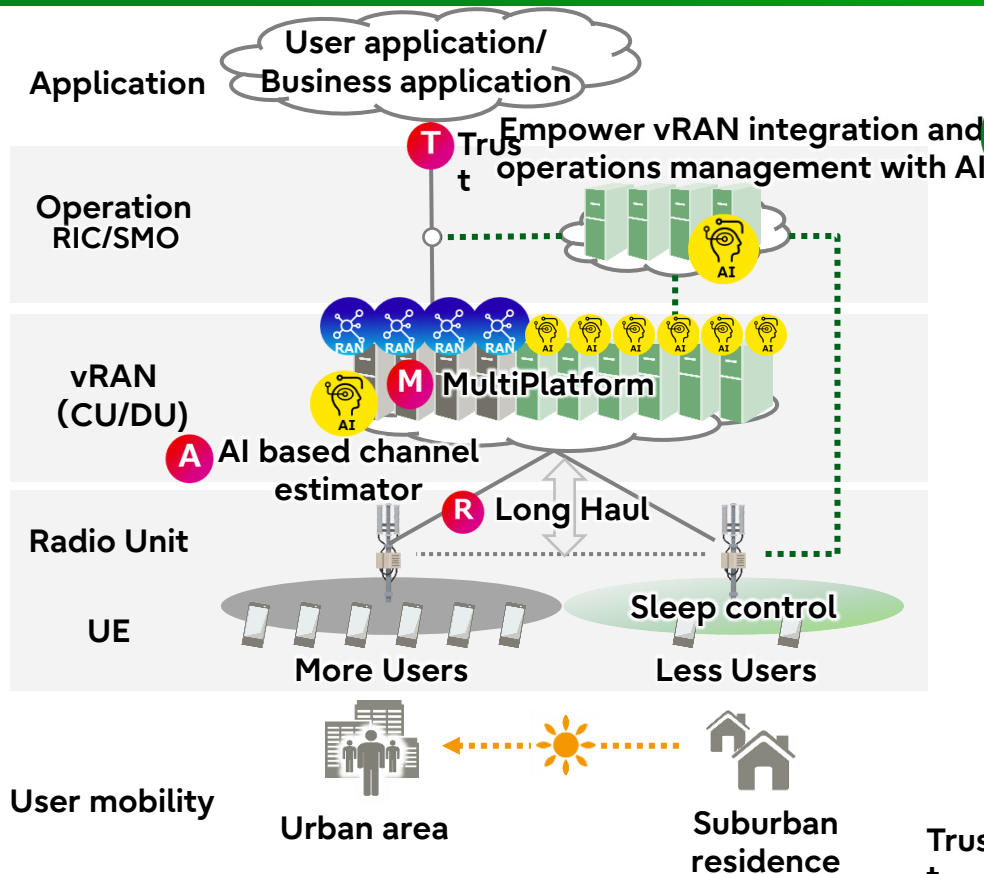 User application/
Business application
Application
T
Trus
t
Empower vRAN integration and
operations management with AI
Operation
RIC/SMO
AI
RAN
RAN
RAN
RAN
AI
AI
AI
AI
AI
AI
vRAN
(CU/DU)
M
MultiPlatform
AI
A
AI based channel
estimator
R
Long Haul
Radio Unit
Sleep control
UE
More Users
Less Users
User mobility
Urban area
Suburban
residence
Trus
t